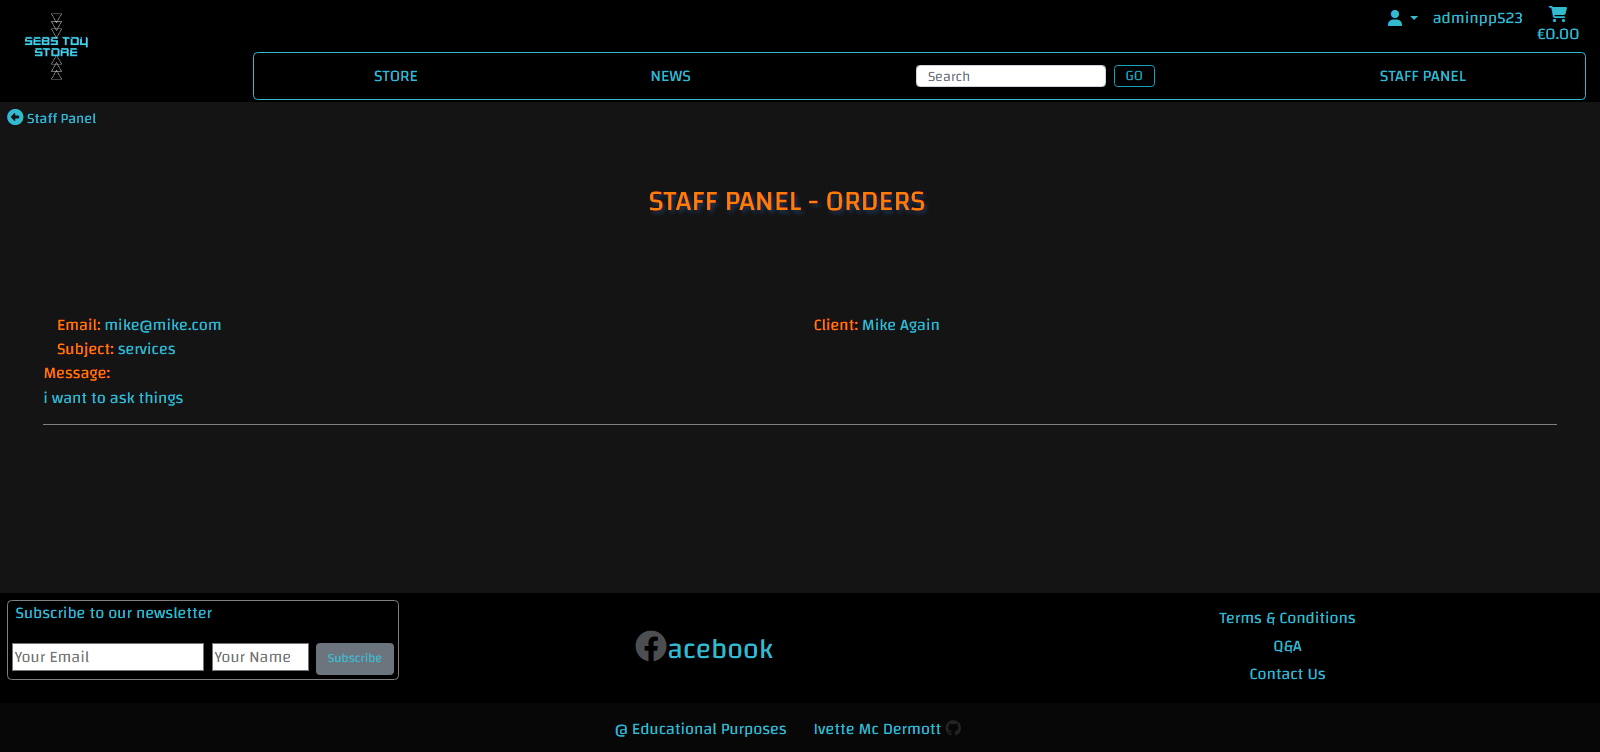 SEBS TOY
STORE
adminpp523
€0.00
STORE NEWS Search GO STAFF PANEL
Staff Panel
STAFF PANEL - ORDERS
Email: mike@mike.com Client: Mike Again
Subject: services
Message:
i want to ask things
Subscribe to our newsletter
Your Email Your Name Subscribe
acebook
Terms & Conditions
Q&A
Contact Us
@ Educational Purposes Ivette Mc Dermott